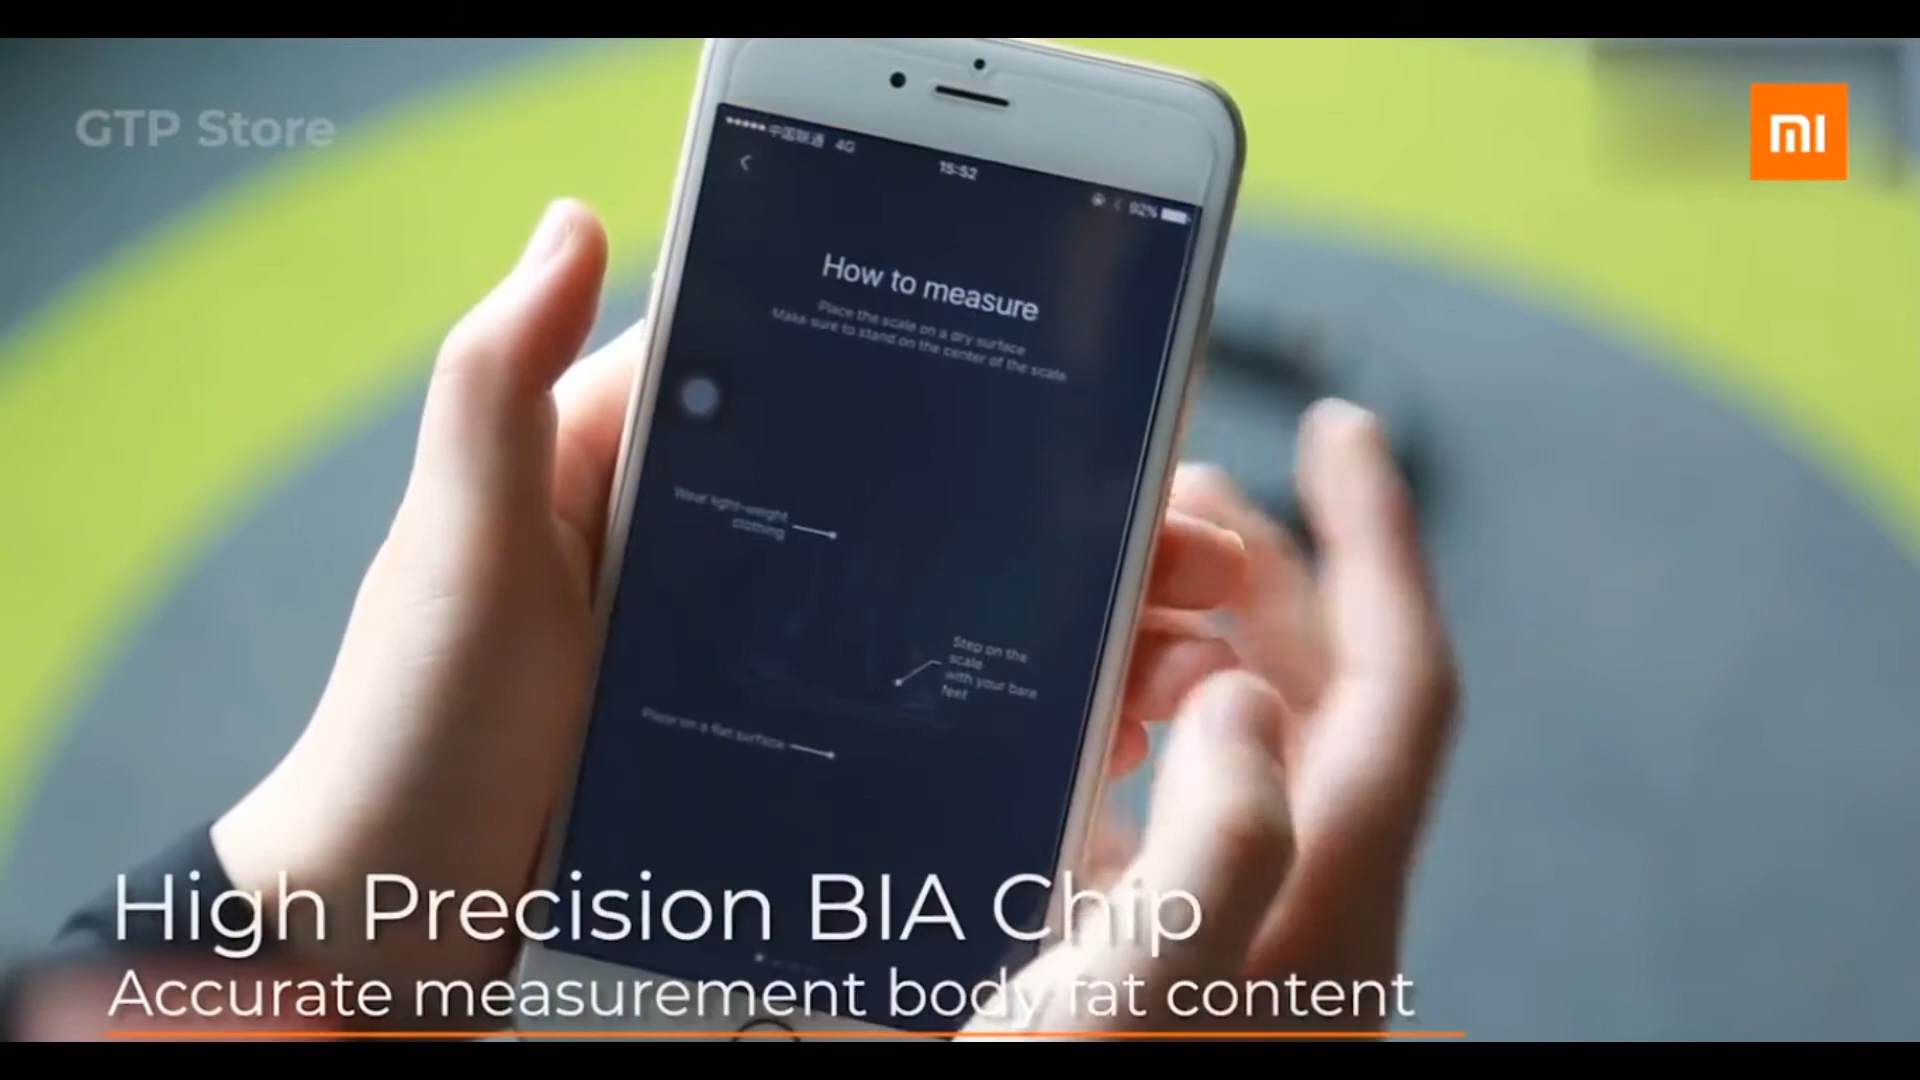 GTP Store
mi
中国联通 4G
15:52
92%
How to measure
Place the scale on a dry surface
Make sure to stand on the center of the scale
Wear light-weight
clothing
Step on the
scale
with your bare
feet
Place on a flat surface
High Precision BIA Chip
Accurate measurement body fat content